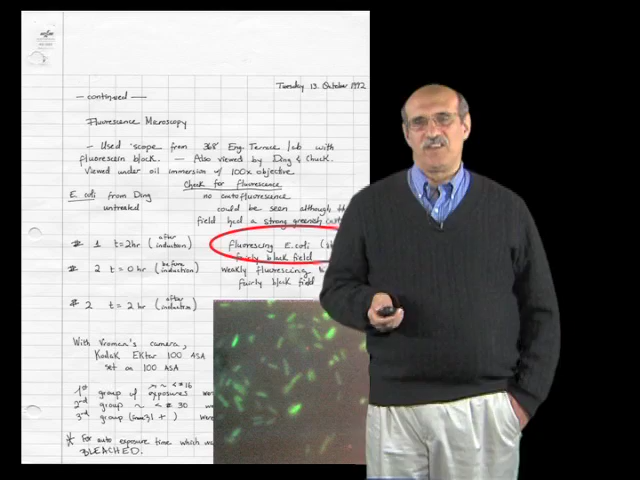 Tuesday 13. October 1992
— continued —
Fluorescence Microscopy
— Used 'scope from 368 Eng. Terrace lab with
fluorescein block. — Also viewed by Ding & Chuck.
Viewed under oil immersion w/ 100x objective
Check for fluorescence
E. coli from Ding no autofluorescence
untreated could be seen although
field had a strong greenish
# 1 t=2hr (after induction) fluorescing E. coli
fairly black field
# 2 t=0 hr (before induction) weakly fluorescing
fairly black field
# 2 t=2 hr (after induction)
With Vroman's camera,
Kodak EKtar 100 ASA
set on 100 ASA
1st group of exposures
2nd group ~ <# 30
3rd group
* For auto exposure time which
BLEACHED.